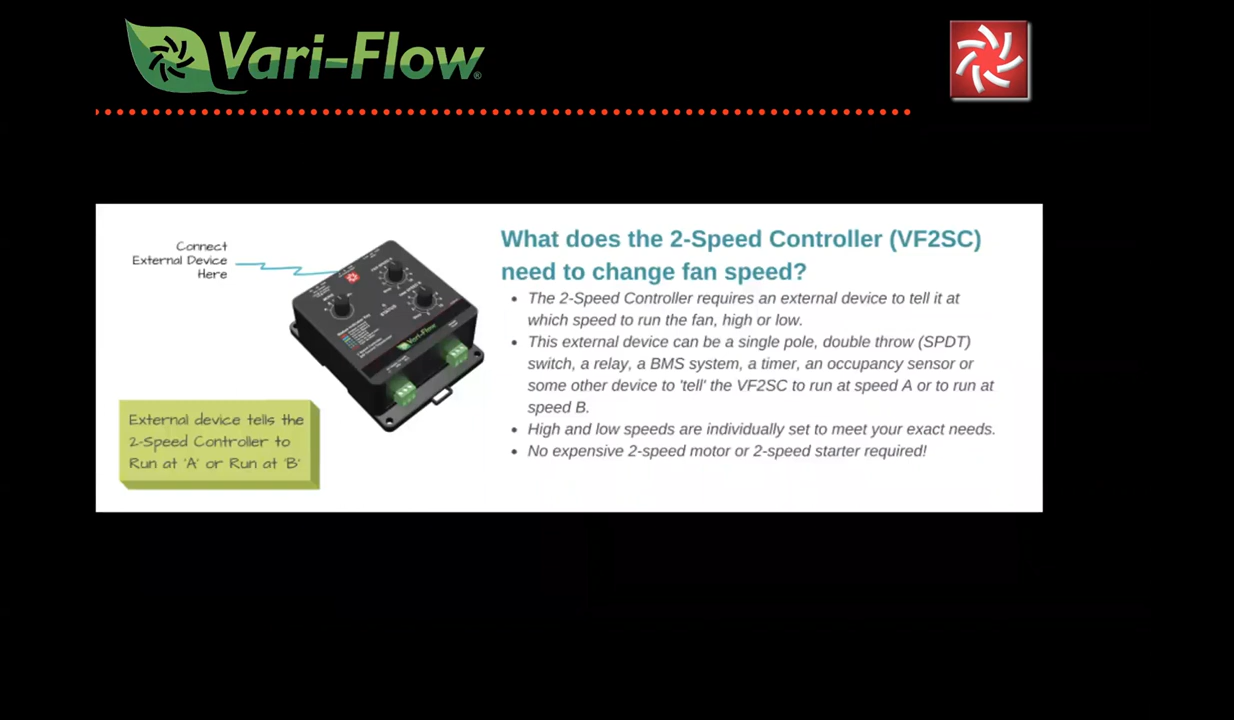 Vari-Flow®
Connect
External Device
Here
What does the 2-Speed Controller (VF2SC)
need to change fan speed?
• The 2-Speed Controller requires an external device to tell it at
which speed to run the fan, high or low.
• This external device can be a single pole, double throw (SPDT)
switch, a relay, a BMS system, a timer, an occupancy sensor or
some other device to 'tell' the VF2SC to run at speed A or to run at
speed B.
• High and low speeds are individually set to meet your exact needs.
• No expensive 2-speed motor or 2-speed starter required!
Vari-Flow
External device tells the
2-Speed Controller to
Run at 'A' or Run at 'B'